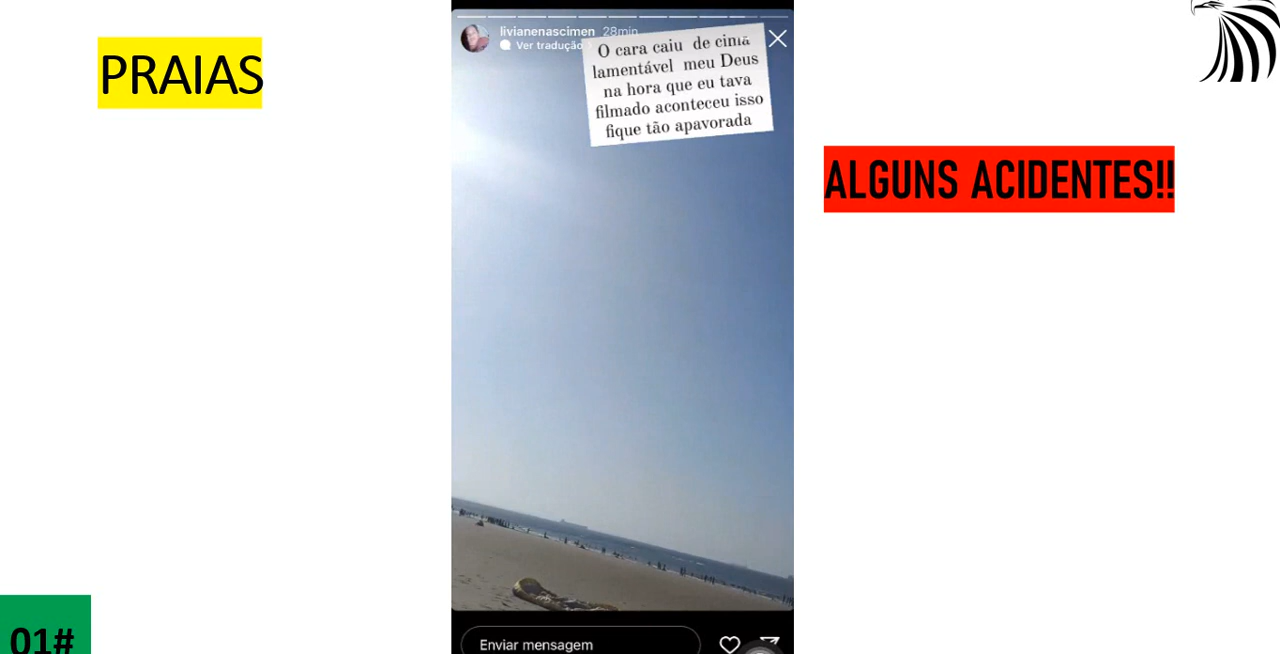 PRAIAS
livianenascimen 28min
Ver tradução
O cara caiu de cima
lamentável meu Deus
na hora que eu tava
filmado aconteceu isso
fique tão apavorada
ALGUNS ACIDENTES!!
Enviar mensagem
01#